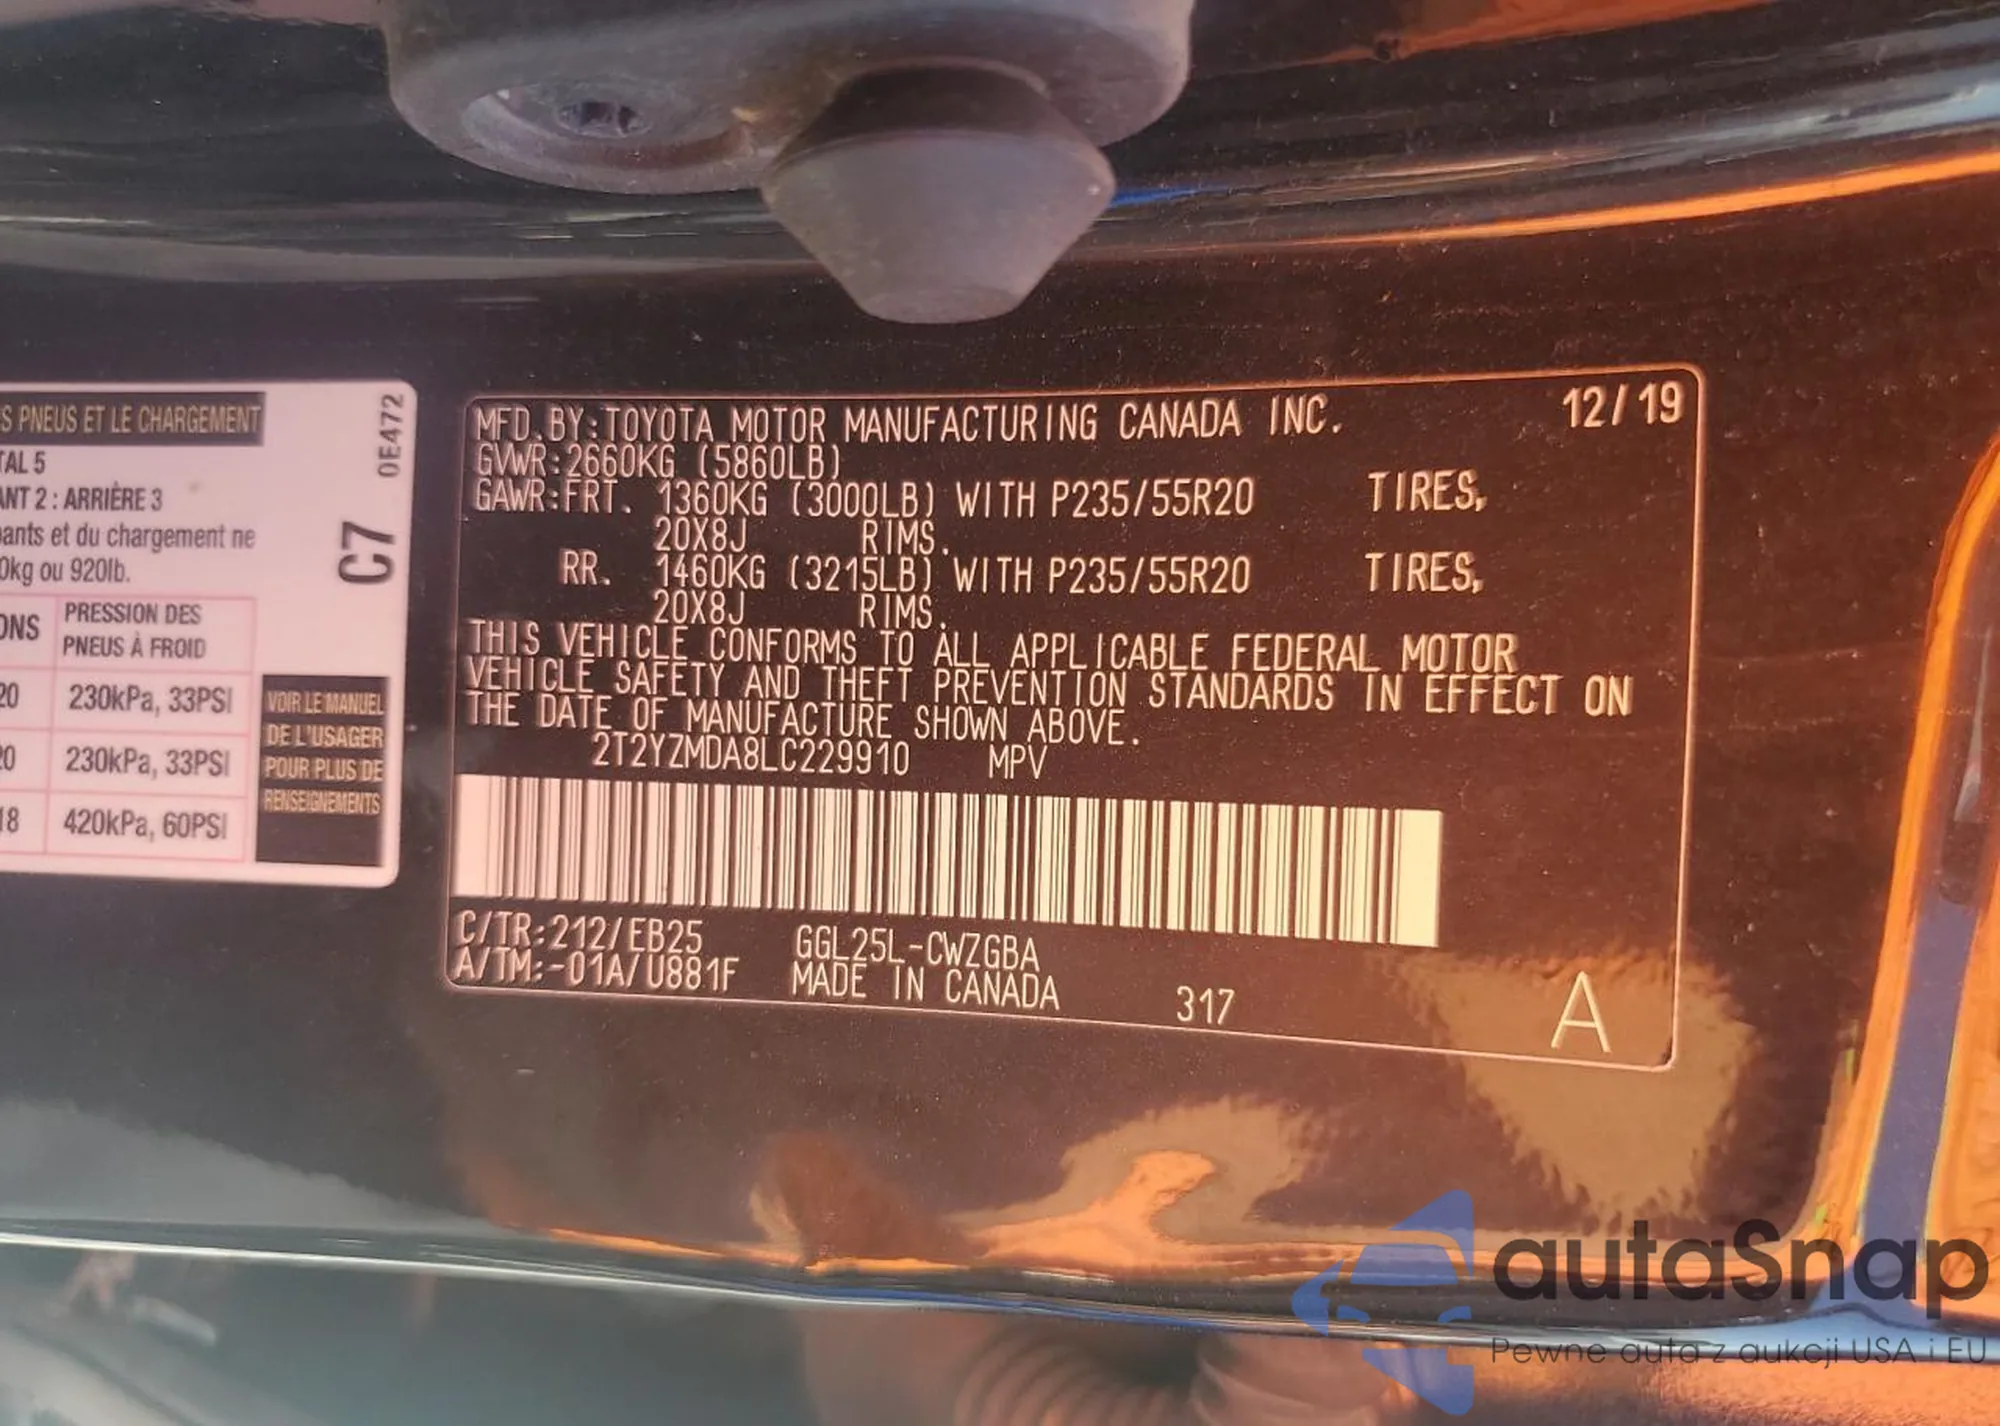 S PNEUS ET LE CHARGEMENT
TAL 5
ANT 2 : ARRIÈRE 3
pants et du chargement ne
0kg ou 920lb.
ONS PRESSION DES
PNEUS À FROID
20 230kPa, 33PSI
20 230kPa, 33PSI
18 420kPa, 60PSI
VOIR LE MANUEL
DE L'USAGER
POUR PLUS DE
RENSEIGNEMENTS
0E472
C7
MFD.BY:TOYOTA MOTOR MANUFACTURING CANADA INC. 12/19
GVWR:2660KG (5860LB)
GAWR:FRT. 1360KG (3000LB) WITH P235/55R20 TIRES,
20X8J RIMS.
RR. 1460KG (3215LB) WITH P235/55R20 TIRES,
20X8J RIMS.
THIS VEHICLE CONFORMS TO ALL APPLICABLE FEDERAL MOTOR
VEHICLE SAFETY AND THEFT PREVENTION STANDARDS IN EFFECT ON
THE DATE OF MANUFACTURE SHOWN ABOVE.
2T2YZMDA8LC229910 MPV
C/TR:212/EB25 GGL25L-CWZGBA
A/TM:-01A/U881F MADE IN CANADA 317 A
autaSnap
Pewne auta z aukcji USA i EU